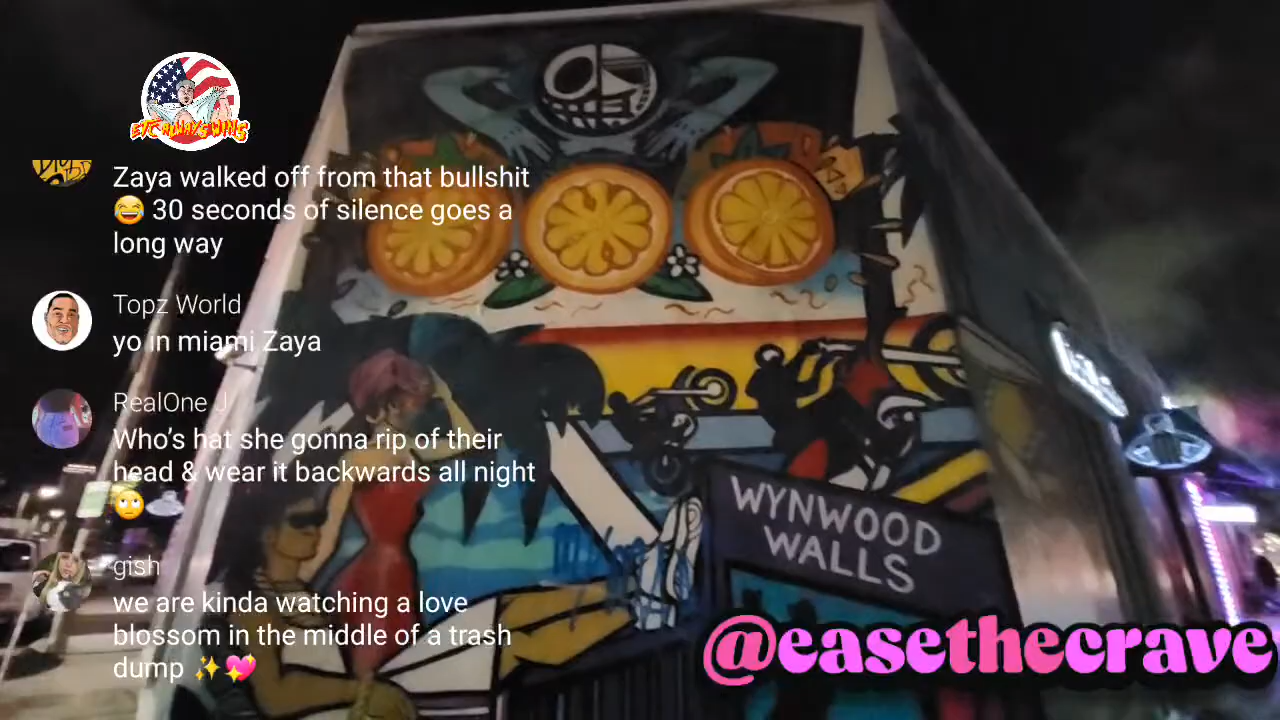 ETC ALWAYS WINS
Zaya walked off from that bullshit
😂 30 seconds of silence goes a
long way
Topz World
yo in miami Zaya
RealOne J
Who's hat she gonna rip of their
head & wear it backwards all night
🙄
gish
we are kinda watching a love
blossom in the middle of a trash
dump ✨💖
WYNWOOD
WALLS
@easethecrave